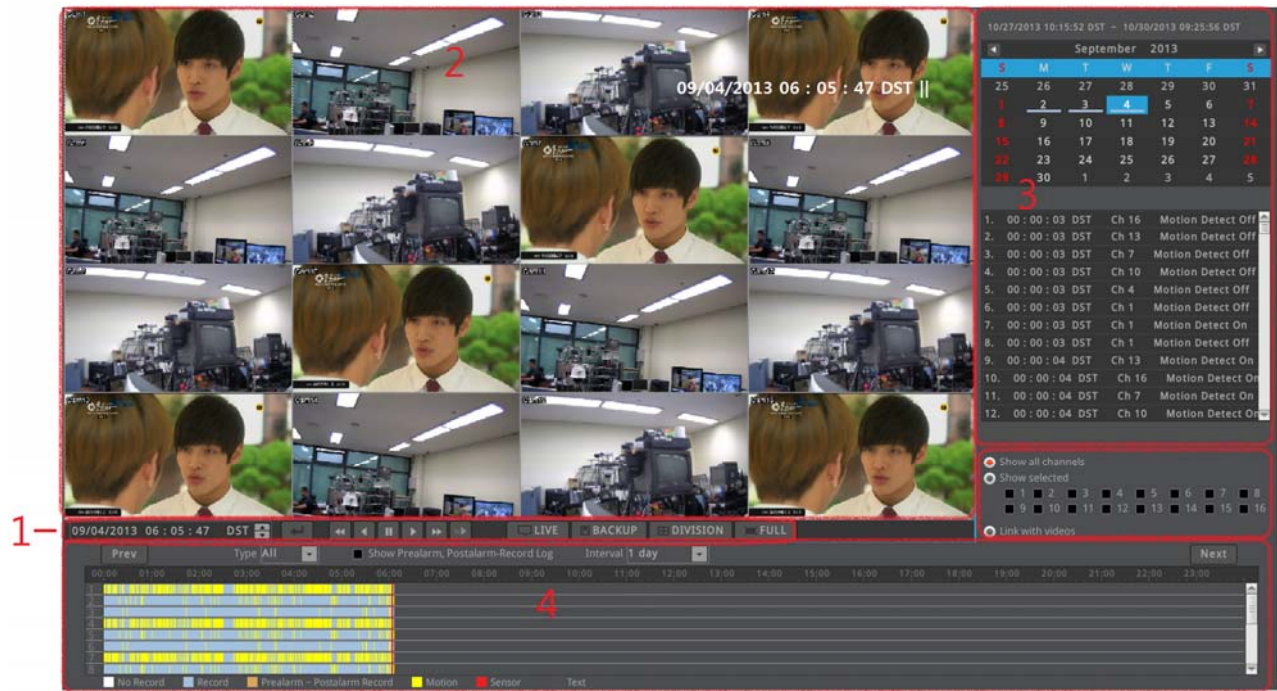 2
09/04/2013 06 : 05 : 47 DST ||
10/27/2013 10:15:52 DST ~ 10/30/2013 09:25:56 DST
September 2013
S M T W T F S
25 26 27 28 29 30 31
1 2 3 4 5 6 7
8 9 10 11 12 13 14
15 16 17 18 19 20 21
22 23 24 25 26 27 28
29 30 1 2 3 4 5
3
1. 00 : 00 : 03 DST Ch 16 Motion Detect Off
2. 00 : 00 : 03 DST Ch 13 Motion Detect Off
3. 00 : 00 : 03 DST Ch 7 Motion Detect Off
4. 00 : 00 : 03 DST Ch 10 Motion Detect Off
5. 00 : 00 : 03 DST Ch 4 Motion Detect Off
6. 00 : 00 : 03 DST Ch 1 Motion Detect Off
7. 00 : 00 : 03 DST Ch 1 Motion Detect On
8. 00 : 00 : 03 DST Ch 1 Motion Detect Off
9. 00 : 00 : 04 DST Ch 13 Motion Detect On
10. 00 : 00 : 04 DST Ch 16 Motion Detect On
11. 00 : 00 : 04 DST Ch 7 Motion Detect On
12. 00 : 00 : 04 DST Ch 10 Motion Detect On
Show all channels
Show selected
1 2 3 4 5 6 7 8
9 10 11 12 13 14 15 16
Link with videos
1
09/04/2013 06 : 05 : 47 DST LIVE BACKUP DIVISION FULL
Prev Type All Show Prealarm, Postalarm-Record Log Interval 1 day Next
00:00 01:00 02:00 03:00 04:00 05:00 06:00 07:00 08:00 09:00 10:00 11:00 12:00 13:00 14:00 15:00 16:00 17:00 18:00 19:00 20:00 21:00 22:00 23:00
1
2
3
4
5
6
7
8
4
No Record Record Prealarm ~ Postalarm Record Motion Sensor Text